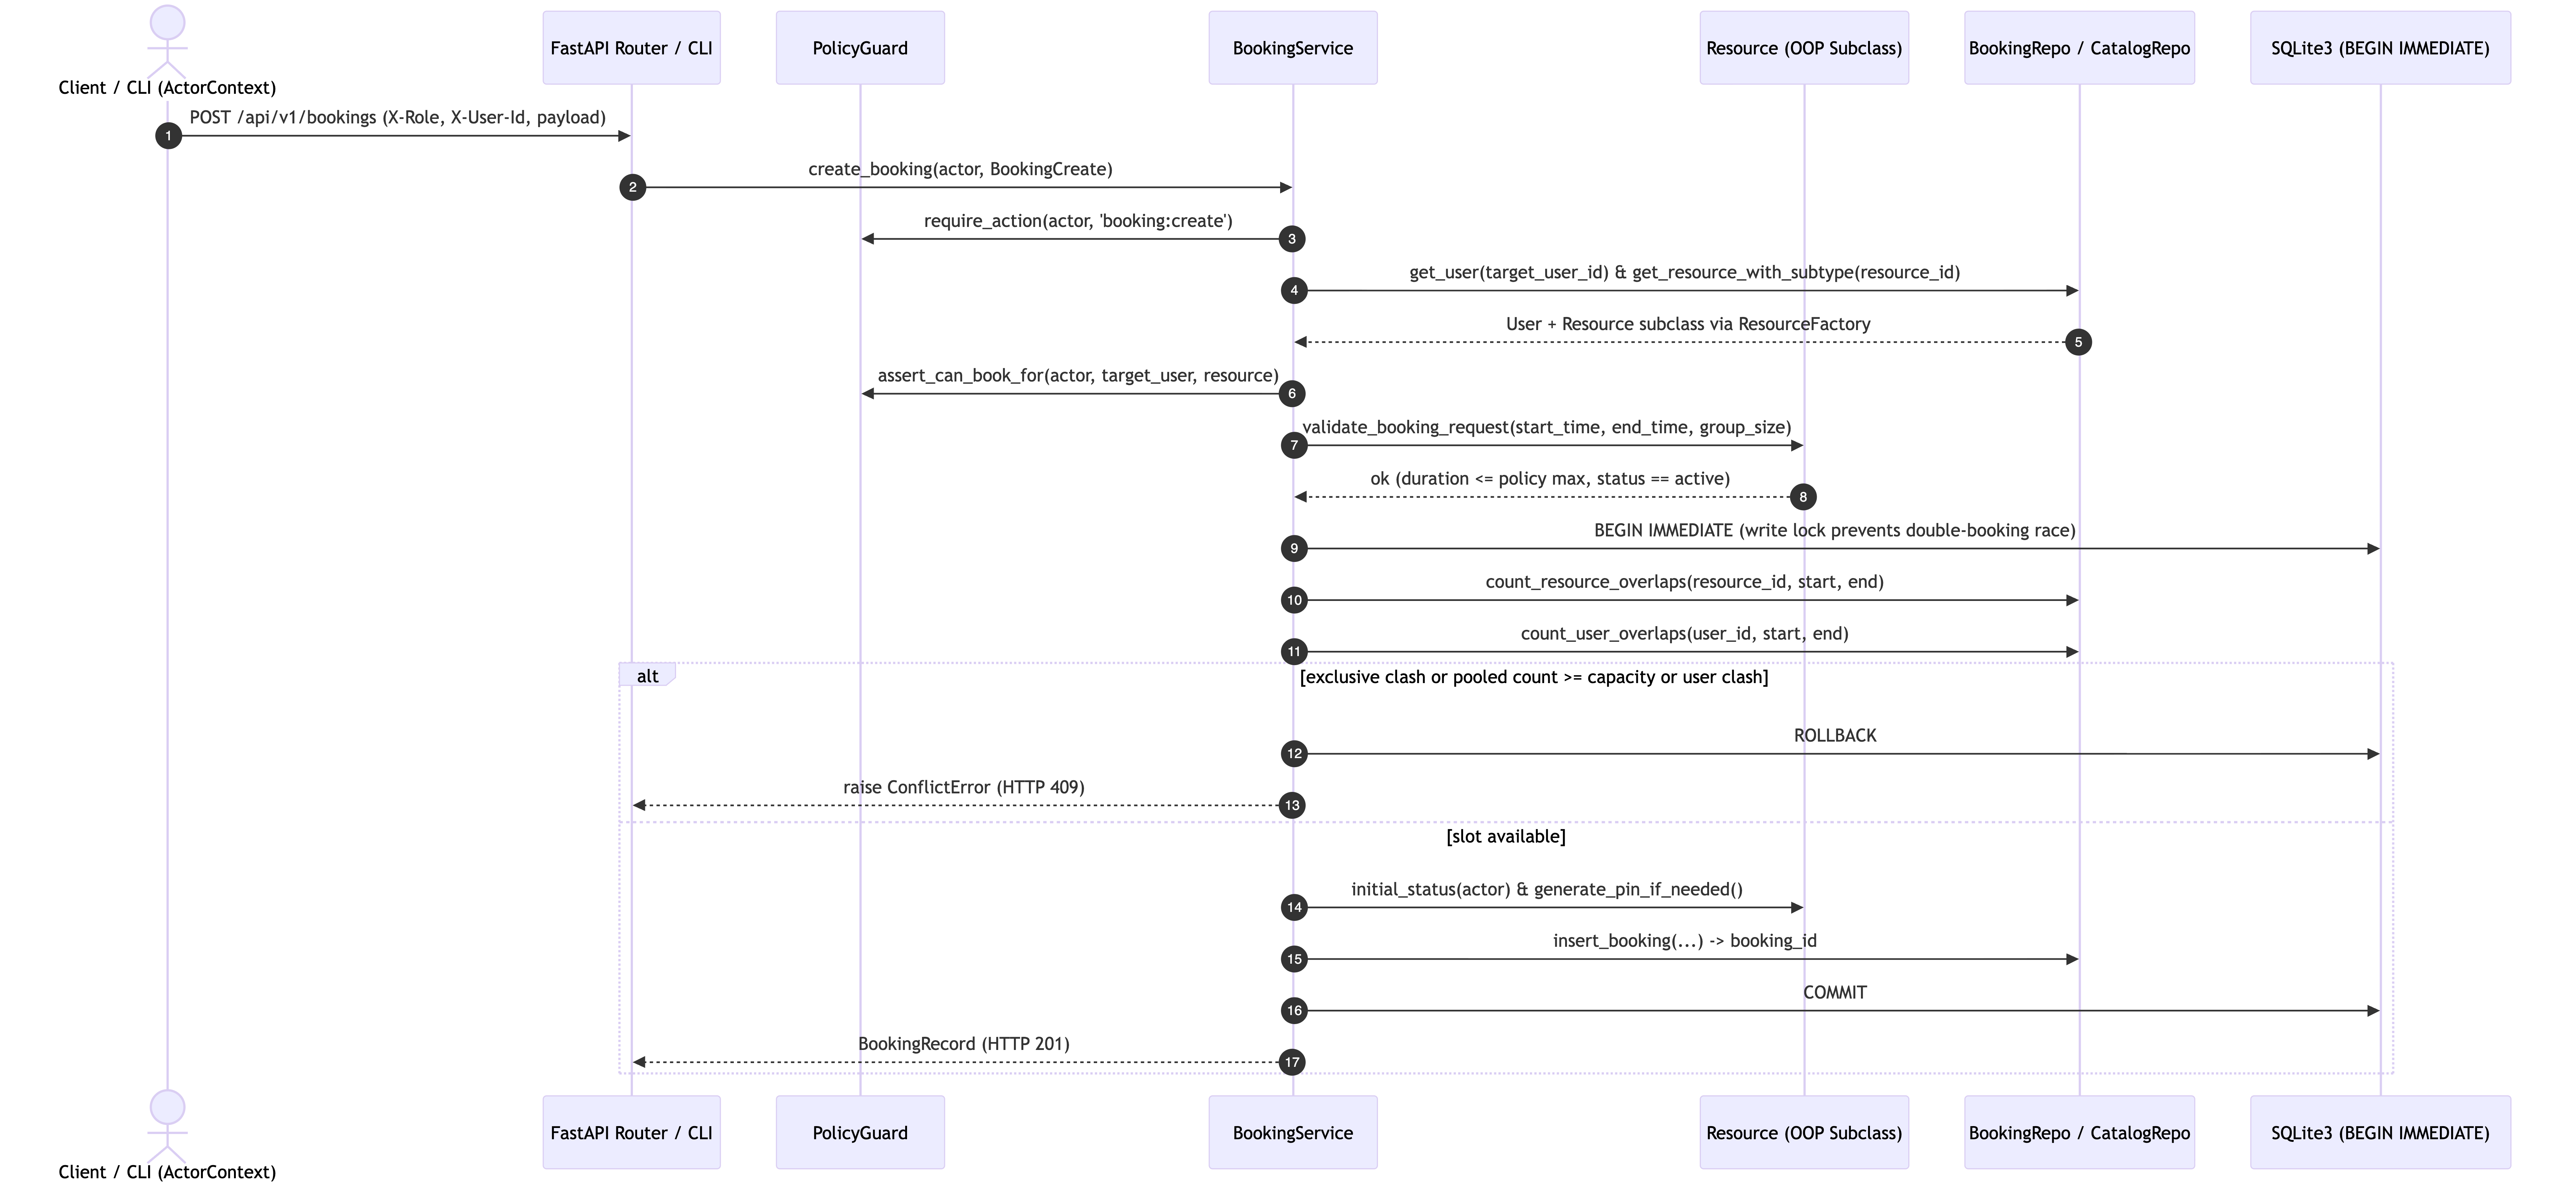 Client / CLI (ActorContext)
FastAPI Router / CLI
PolicyGuard
BookingService
Resource (OOP Subclass)
BookingRepo / CatalogRepo
SQLite3 (BEGIN IMMEDIATE)
POST /api/v1/bookings (X-Role, X-User-Id, payload)
1
create_booking(actor, BookingCreate)
2
require_action(actor, 'booking:create')
3
get_user(target_user_id) & get_resource_with_subtype(resource_id)
4
User + Resource subclass via ResourceFactory
5
assert_can_book_for(actor, target_user, resource)
6
validate_booking_request(start_time, end_time, group_size)
7
ok (duration <= policy max, status == active)
8
BEGIN IMMEDIATE (write lock prevents double-booking race)
9
count_resource_overlaps(resource_id, start, end)
10
count_user_overlaps(user_id, start, end)
11
alt
[exclusive clash or pooled count >= capacity or user clash]
ROLLBACK
12
raise ConflictError (HTTP 409)
13
[slot available]
initial_status(actor) & generate_pin_if_needed()
14
insert_booking(...) -> booking_id
15
COMMIT
16
BookingRecord (HTTP 201)
17
Client / CLI (ActorContext)
FastAPI Router / CLI
PolicyGuard
BookingService
Resource (OOP Subclass)
BookingRepo / CatalogRepo
SQLite3 (BEGIN IMMEDIATE)